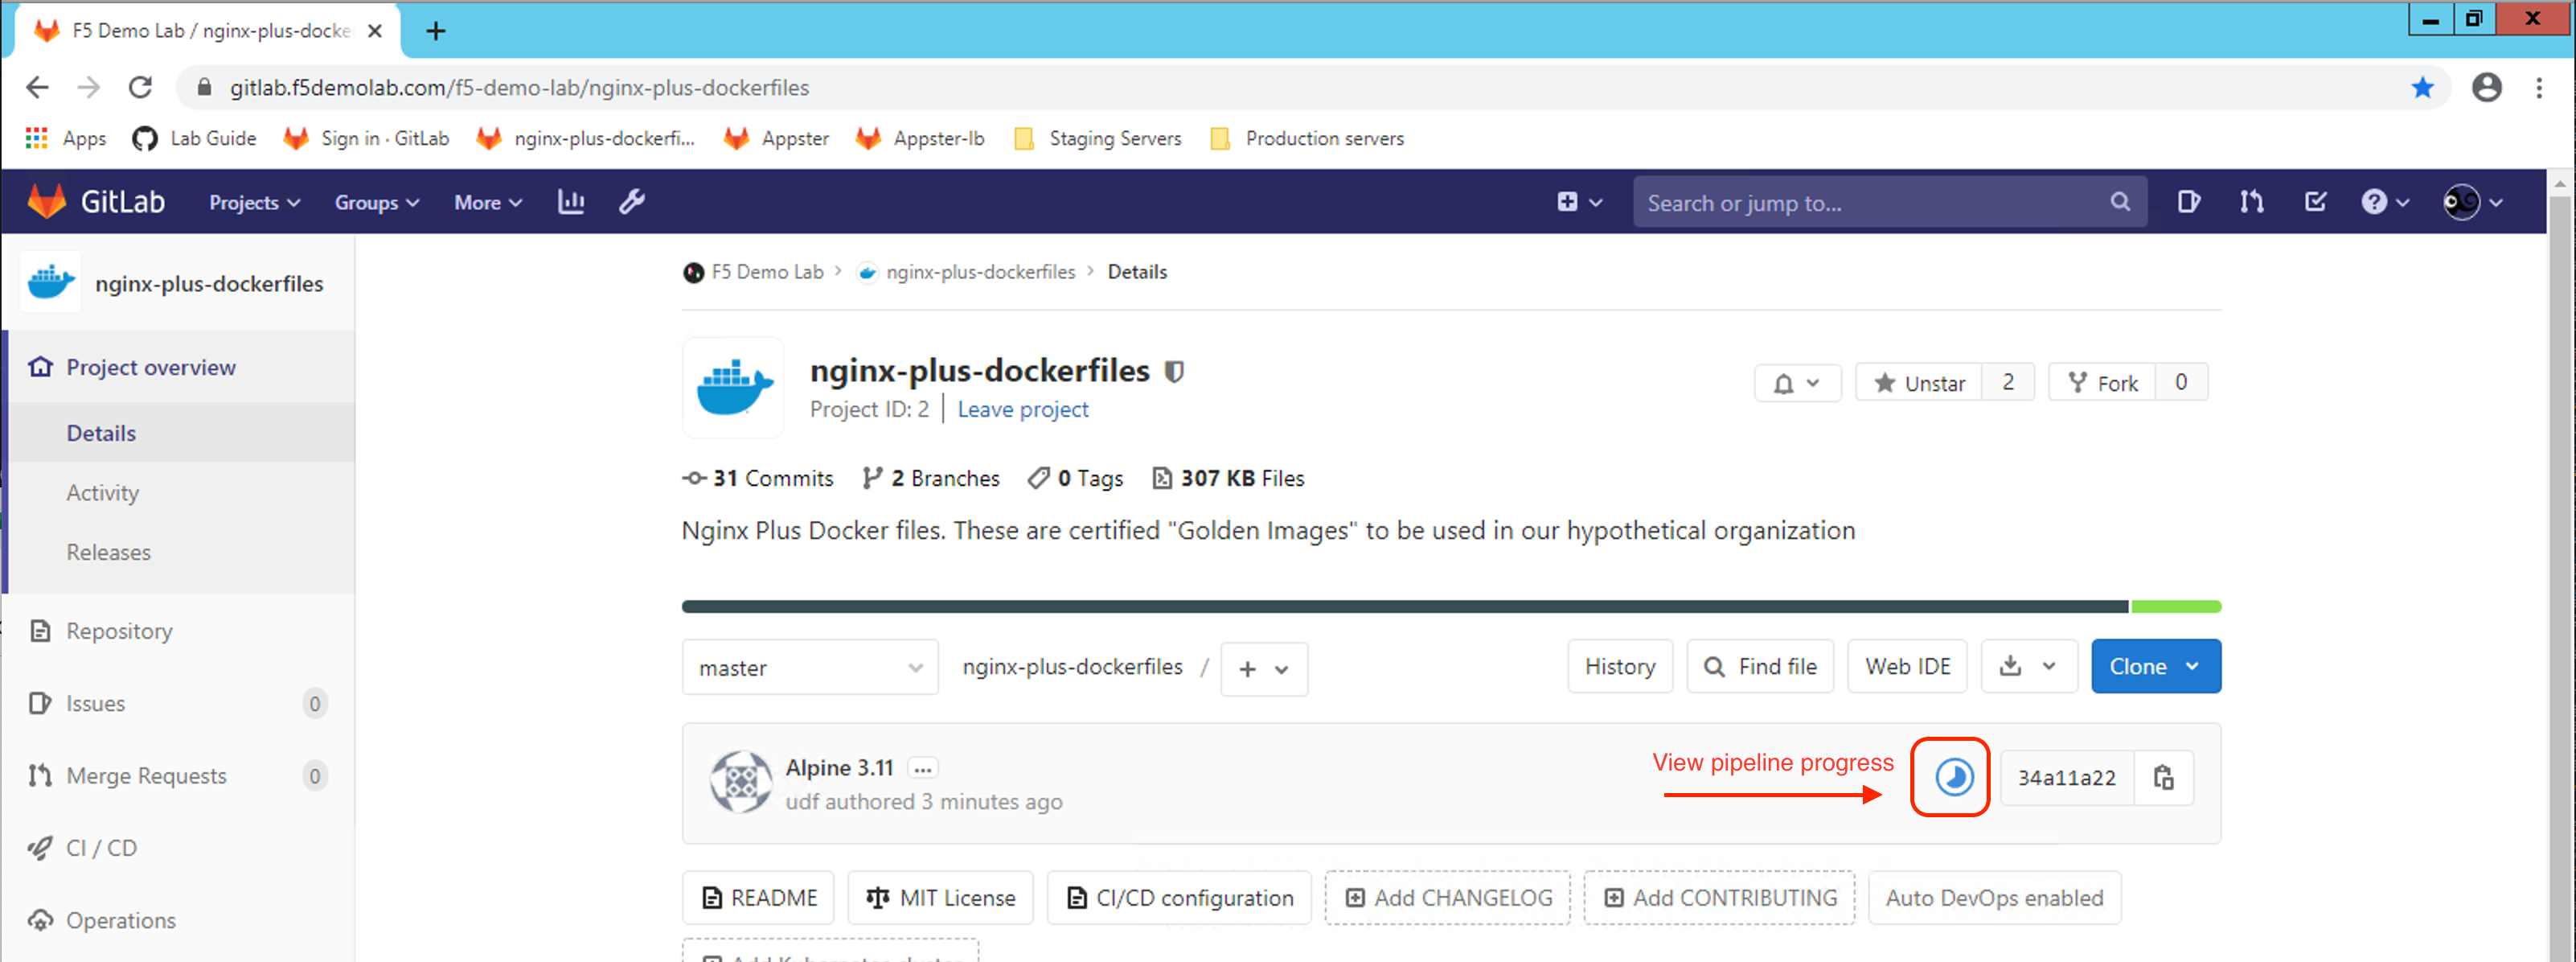 F5 Demo Lab / nginx-plus-docke
gitlab.f5demolab.com/f5-demo-lab/nginx-plus-dockerfiles
Apps Lab Guide Sign in · GitLab nginx-plus-dockerfi... Appster Appster-lb Staging Servers Production servers
GitLab Projects Groups More Search or jump to...
nginx-plus-dockerfiles
Project overview
Details
Activity
Releases
Repository
Issues 0
Merge Requests 0
CI / CD
Operations
F5 Demo Lab > nginx-plus-dockerfiles > Details
nginx-plus-dockerfiles
Project ID: 2 | Leave project
Unstar 2 Fork 0
31 Commits 2 Branches 0 Tags 307 KB Files
Nginx Plus Docker files. These are certified "Golden Images" to be used in our hypothetical organization
master nginx-plus-dockerfiles / + History Find file Web IDE Clone
Alpine 3.11 ...
udf authored 3 minutes ago
View pipeline progress
34a11a22
README MIT License CI/CD configuration Add CHANGELOG Add CONTRIBUTING Auto DevOps enabled
Add Kubernetes cluster